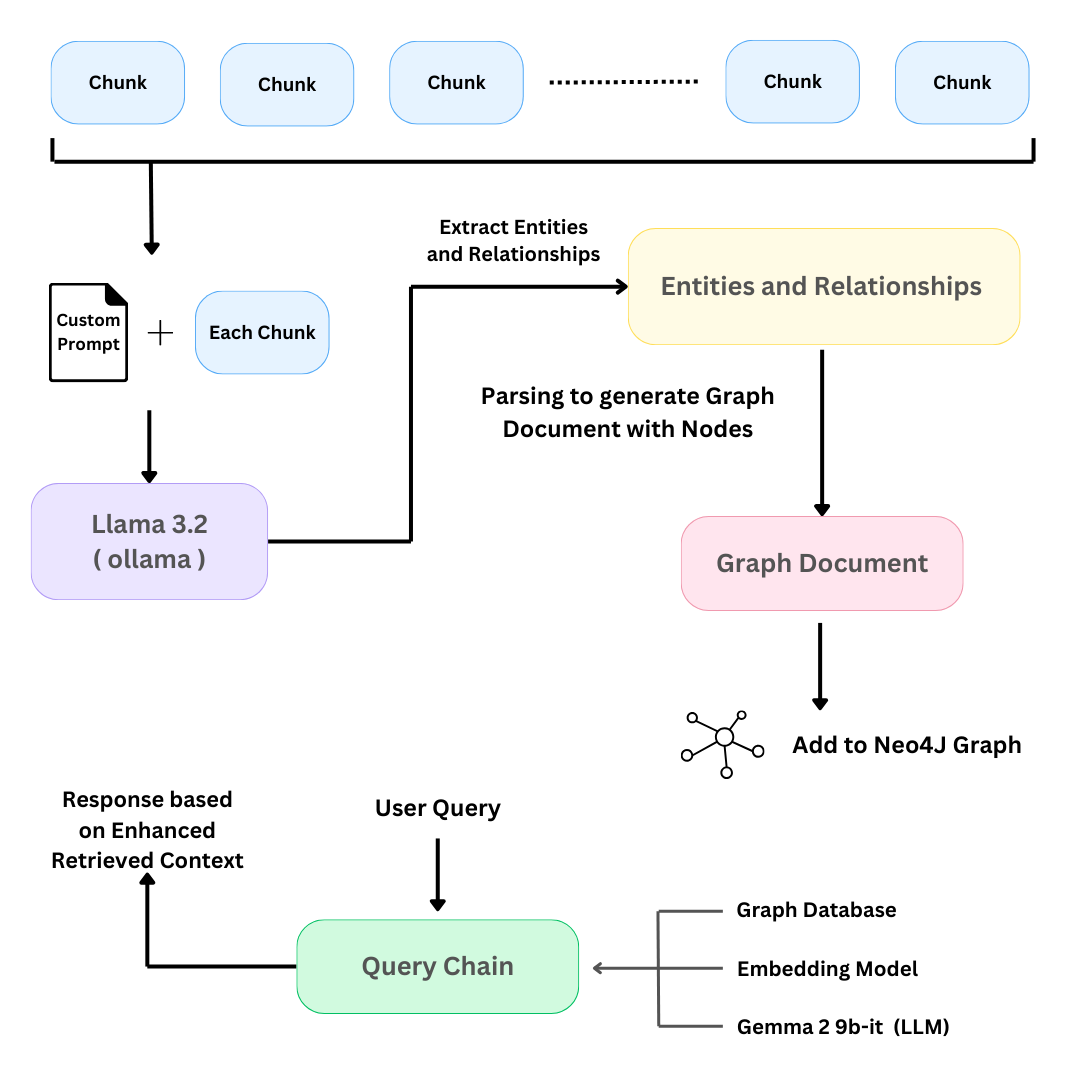 Chunk
Chunk
Chunk
Chunk
Chunk
Extract Entities
and Relationships
Entities and Relationships
Custom
Prompt
Each Chunk
Parsing to generate Graph
Document with Nodes
Llama 3.2
( ollama )
Graph Document
Add to Neo4J Graph
Response based
on Enhanced
Retrieved Context
User Query
Query Chain
Graph Database
Embedding Model
Gemma 2 9b-it (LLM)